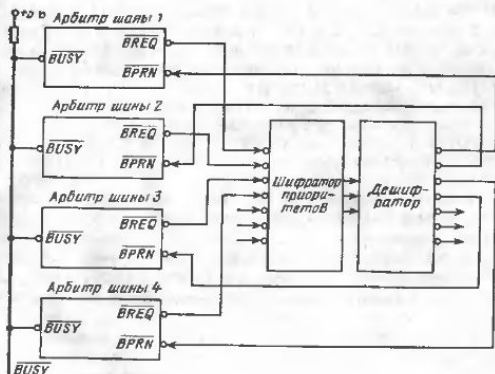 +5 В
Арбитр шины 1
BREQ
BUSY
BPRN
Арбитр шины 2
BREQ
BUSY
BPRN
Шифратор
приори-
тетов
Дешиф-
ратор
Арбитр шины 3
BREQ
BUSY
BPRN
Арбитр шины 4
BREQ
BUSY
BPRN
BUSY